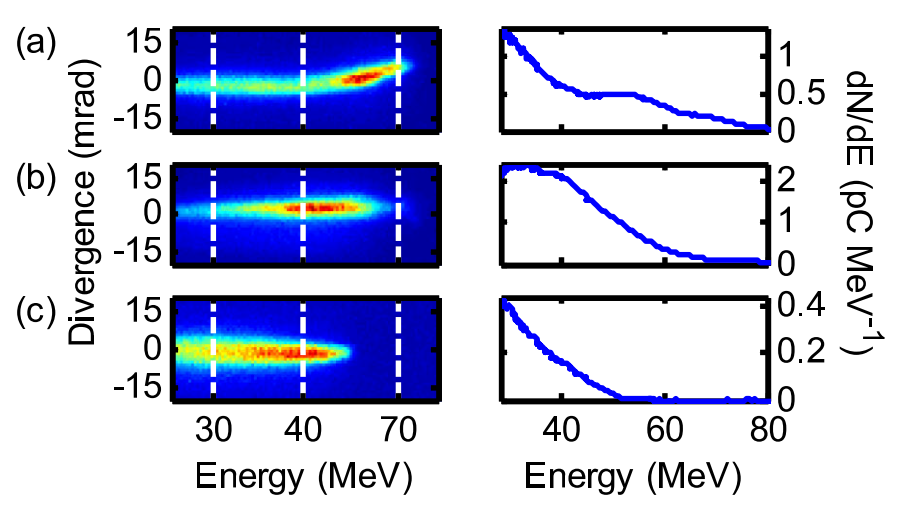 (a)
15
0
-15
1
0.5
0
(b)
15
0
-15
2
1
0
(c)
15
0
-15
0.4
0.2
0
Divergence (mrad)
dN/dE (pC MeV-1)
30 40 70
40 60 80
Energy (MeV)
Energy (MeV)